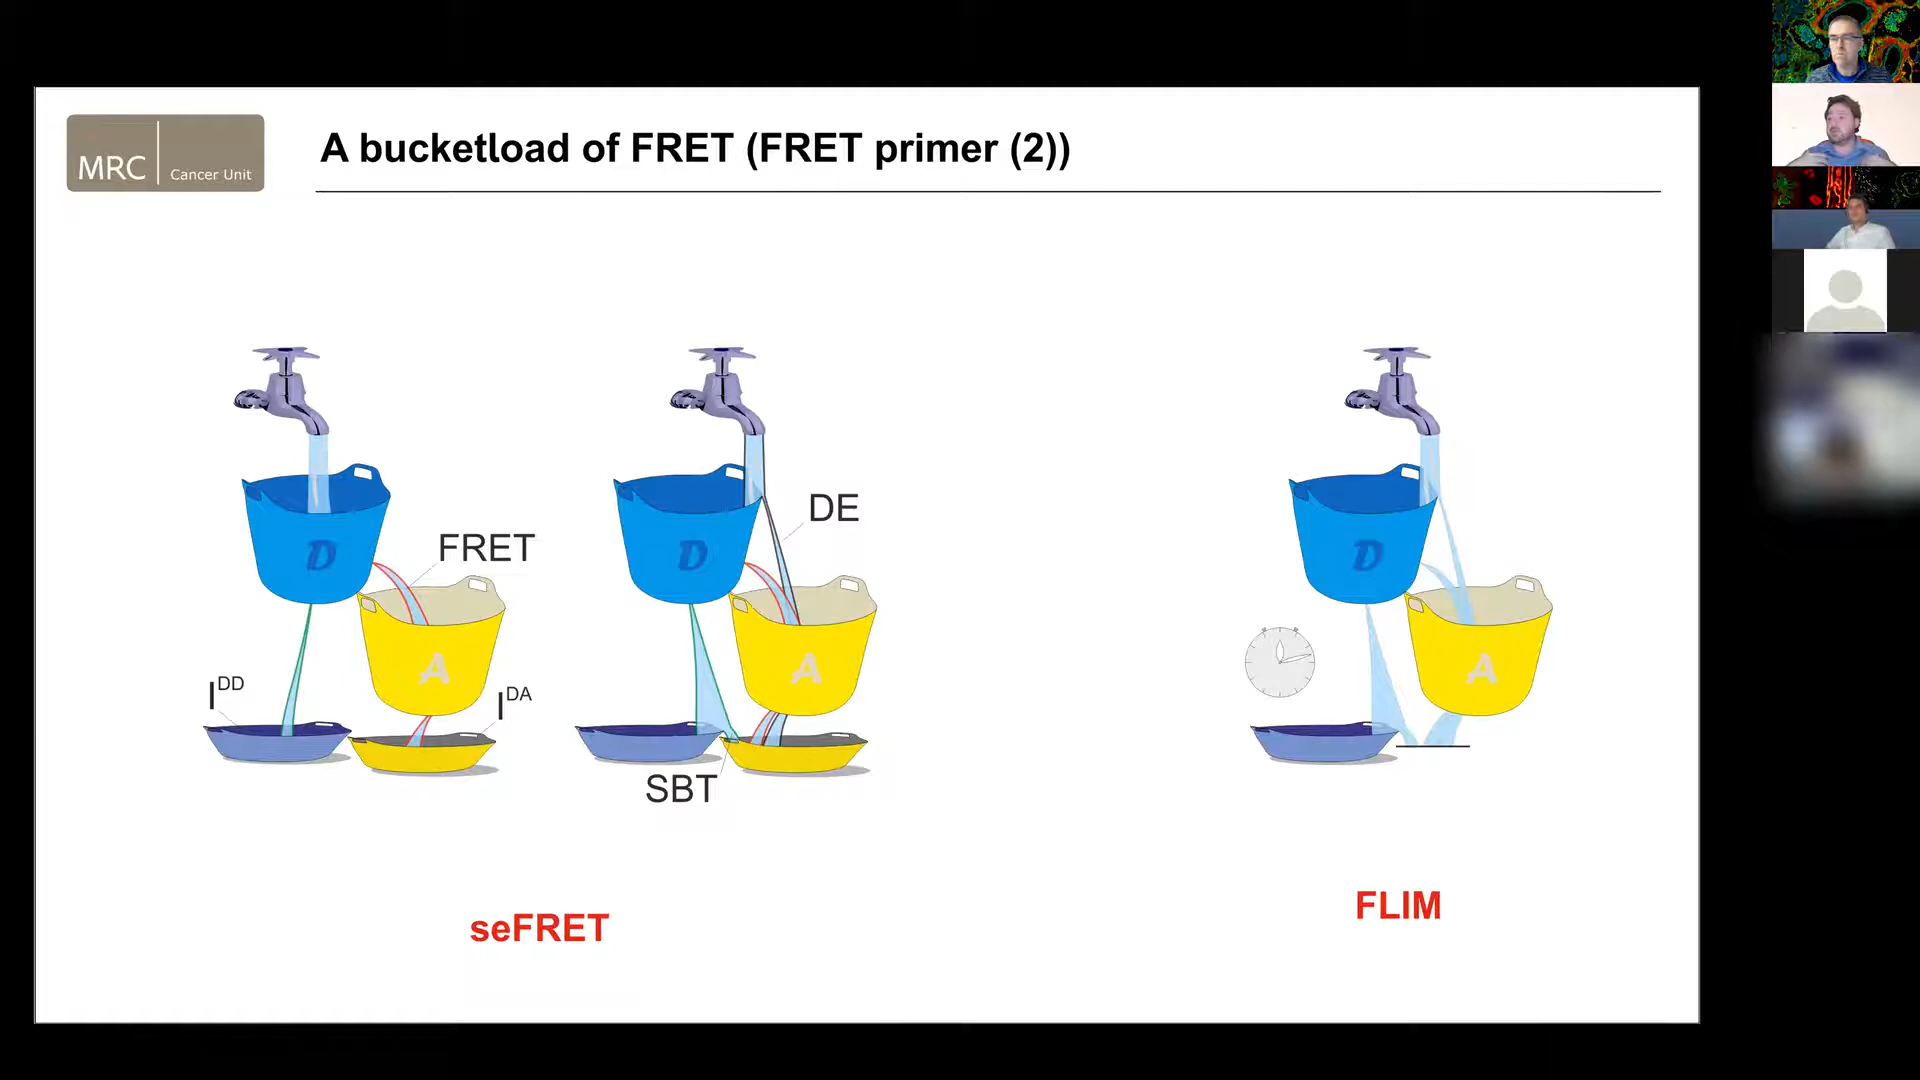 MRC Cancer Unit
A bucketload of FRET (FRET primer (2))
D
FRET
A
I^DD
I^DA
D
DE
A
SBT
D
A
seFRET
FLIM